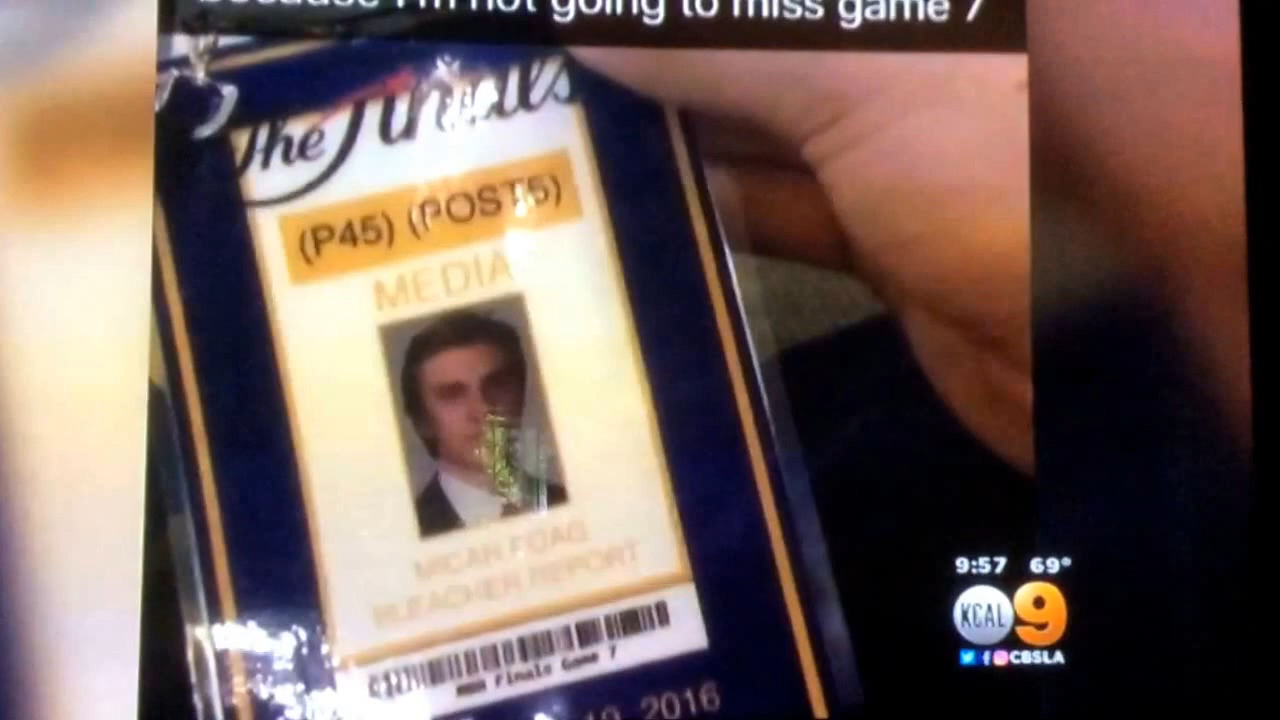 Because I'm not going to miss game 7
The Finals
(P45) (POST5)
MEDIA
MICAH
BLEACHER REPORT
NBA Finals Game 7
2016
9:57 69°
KCAL 9
CBSLA